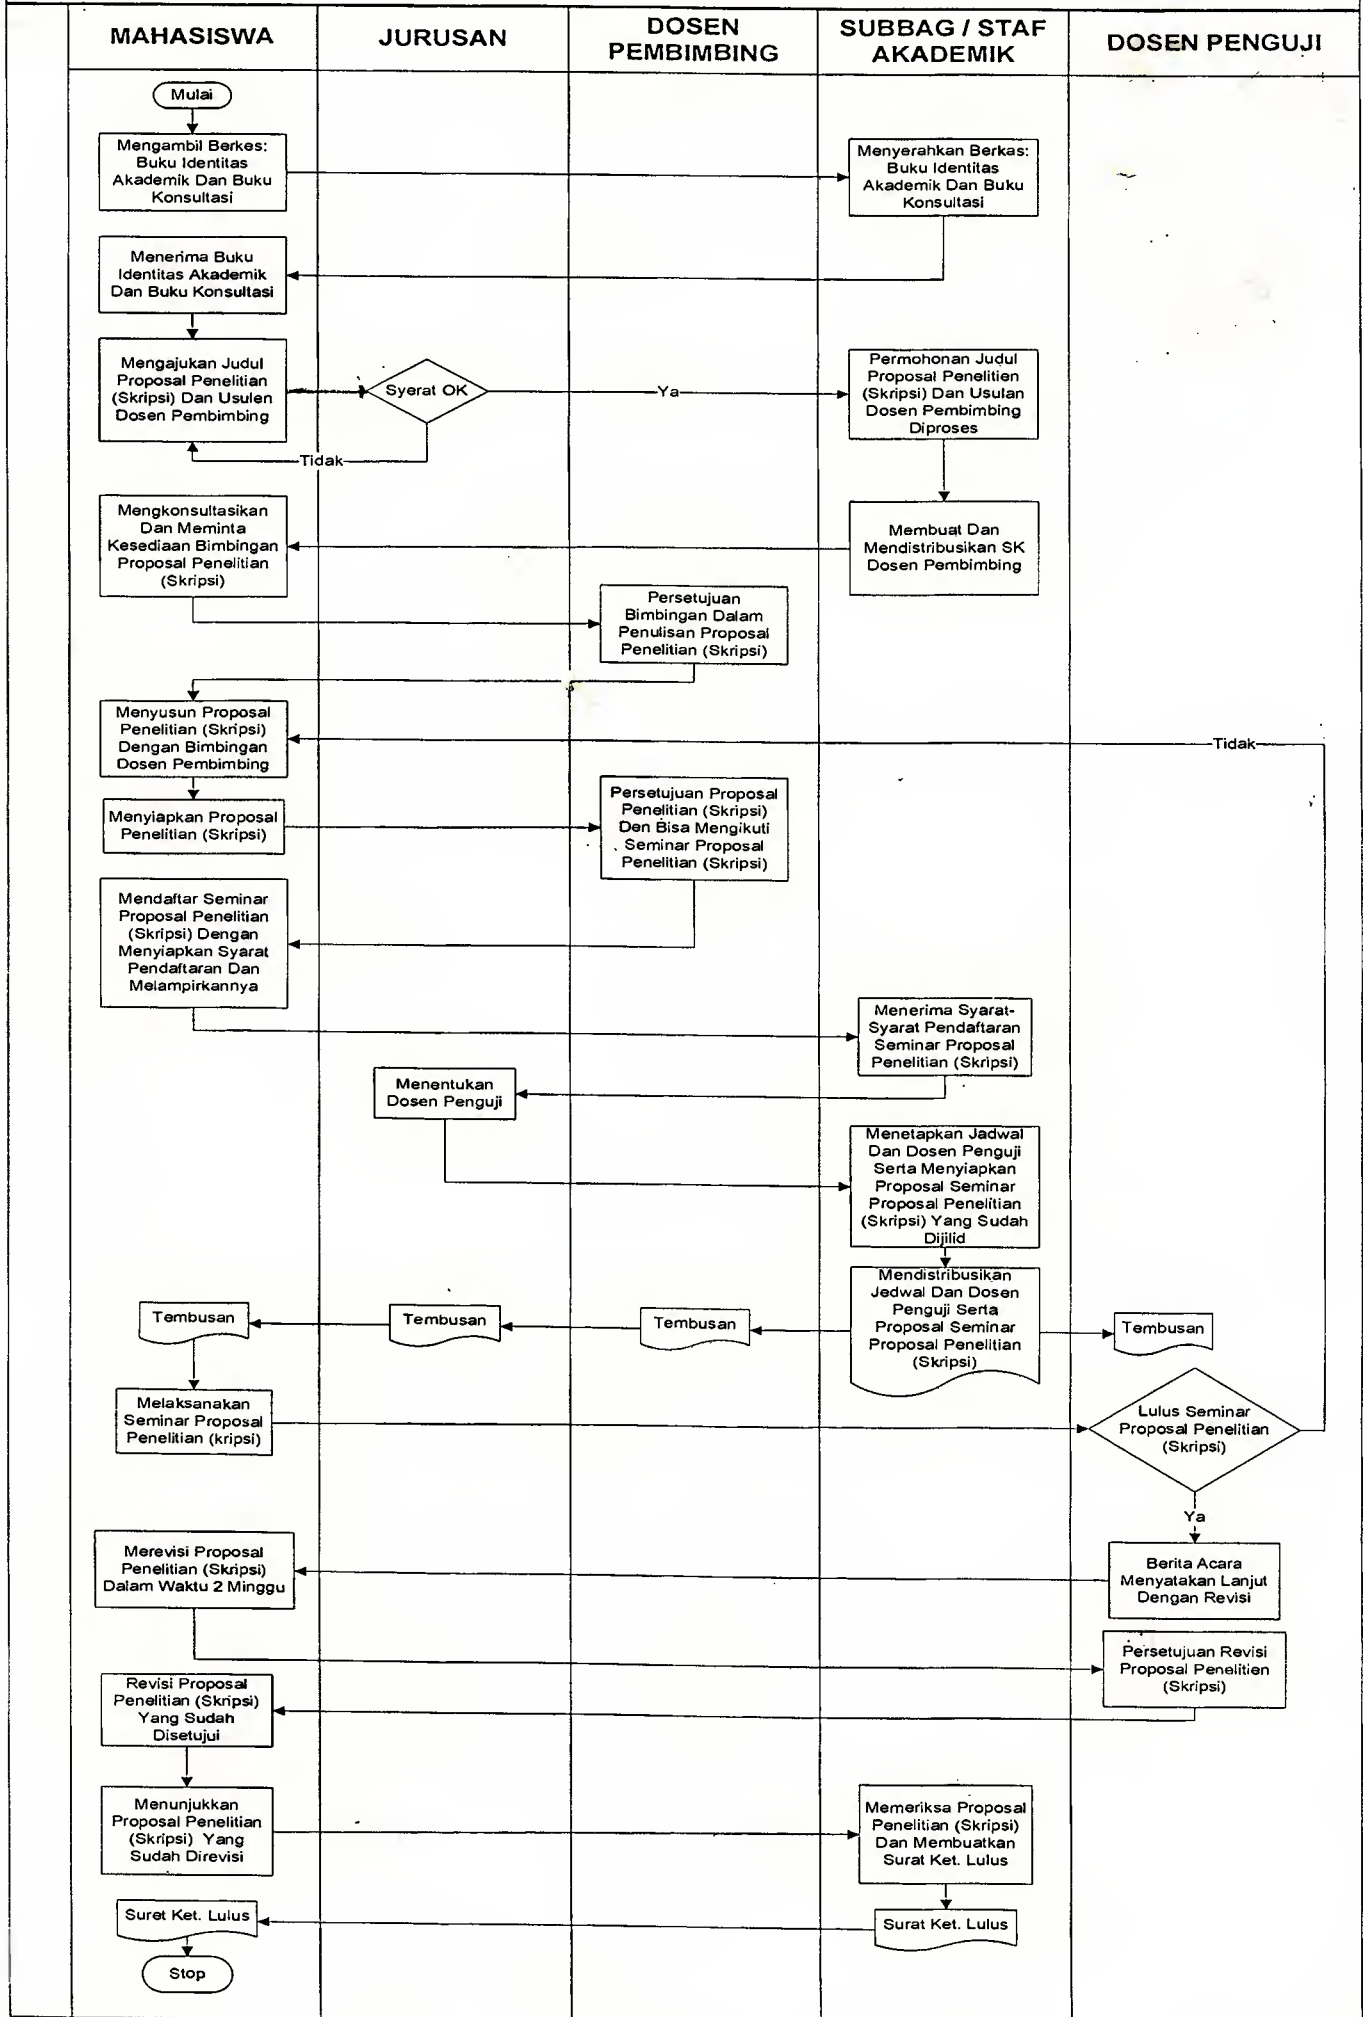 MAHASISWA
JURUSAN
DOSEN
PEMBIMBING
SUBBAG / STAF
AKADEMIK
DOSEN PENGUJI
Mulai
Mengambil Berkes:
Buku Identitas
Akademik Dan Buku
Konsultasi
Menyerahkan Berkas:
Buku Identitas
Akademik Dan Buku
Konsultasi
Menerima Buku
Identitas Akademik
Dan Buku Konsultasi
Mengajukan Judul
Proposal Penelitian
(Skripsi) Dan Usulen
Dosen Pembimbing
Syerat OK
Ya
Permohonan Judul
Proposal Penelitien
(Skripsi) Dan Usulan
Dosen Pembimbing
Diproses
Tidak
Mengkonsultasikan
Dan Meminta
Kesediaan Bimbingan
Proposal Penelitian
(Skripsi)
Membuat Dan
Mendistribusikan SK
Dosen Pembimbing
Persetujuan
Bimbingan Dalam
Penulisan Proposal
Penelitian (Skripsi)
Menyusun Proposal
Penelitian (Skripsi)
Dengan Bimbingan
Dosen Pembimbing
Tidak
Menyiapkan Proposal
Penelitian (Skripsi)
Persetujuan Proposal
Penelitian (Skripsi)
Den Bisa Mengikuti
Seminar Proposal
Penelitian (Skripsi)
Mendaftar Seminar
Proposal Penelitian
(Skripsi) Dengan
Menyiapkan Syarat
Pendaftaran Dan
Melampirkannya
Menerima Syarat-
Syarat Pendaftaran
Seminar Proposal
Penelitian (Skripsi)
Menentukan
Dosen Penguji
Menetapkan Jadwal
Dan Dosen Penguji
Serta Menyiapkan
Proposal Seminar
Proposal Penelitian
(Skripsi) Yang Sudah
Dijilid
Mendistribusikan
Jedwal Dan Dosen
Penguji Serta
Proposal Seminar
Proposal Penelitian
(Skripsi)
Tembusan
Tembusan
Tembusan
Tembusan
Melaksanakan
Seminar Proposal
Penelitian (kripsi)
Lulus Seminar
Proposal Penelitian
(Skripsi)
Ya
Merevisi Proposal
Penelitian (Skripsi)
Dalam Waktu 2 Minggu
Berita Acara
Menyatakan Lanjut
Dengan Revisi
Persetujuan Revisi
Proposal Penelitien
(Skripsi)
Revisi Proposal
Penelitian (Skripsi)
Yang Sudah
Disetujui
Menunjukkan
Proposal Penelitian
(Skripsi) Yang
Sudah Direvisi
Memeriksa Proposal
Penelitian (Skripsi)
Dan Membuatkan
Surat Ket. Lulus
Suret Ket. Lulus
Surat Ket. Lulus
Stop